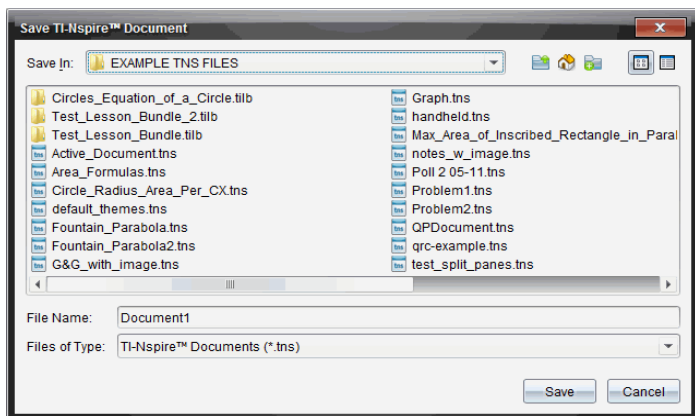 Save TI-Nspire™ Document
Save In: EXAMPLE TNS FILES
Circles_Equation_of_a_Circle.tilb
Test_Lesson_Bundle_2.tilb
Test_Lesson_Bundle.tilb
Active_Document.tns
Area_Formulas.tns
Circle_Radius_Area_Per_CX.tns
default_themes.tns
Fountain_Parabola.tns
Fountain_Parabola2.tns
G&G_with_image.tns
Graph.tns
handheld.tns
Max_Area_of_Inscribed_Rectangle_in_Paral
notes_w_image.tns
Poll 2 05-11.tns
Problem1.tns
Problem2.tns
QPDocument.tns
qrc-example.tns
test_split_panes.tns
File Name: Document1
Files of Type: TI-Nspire™ Documents (*.tns)
Save Cancel